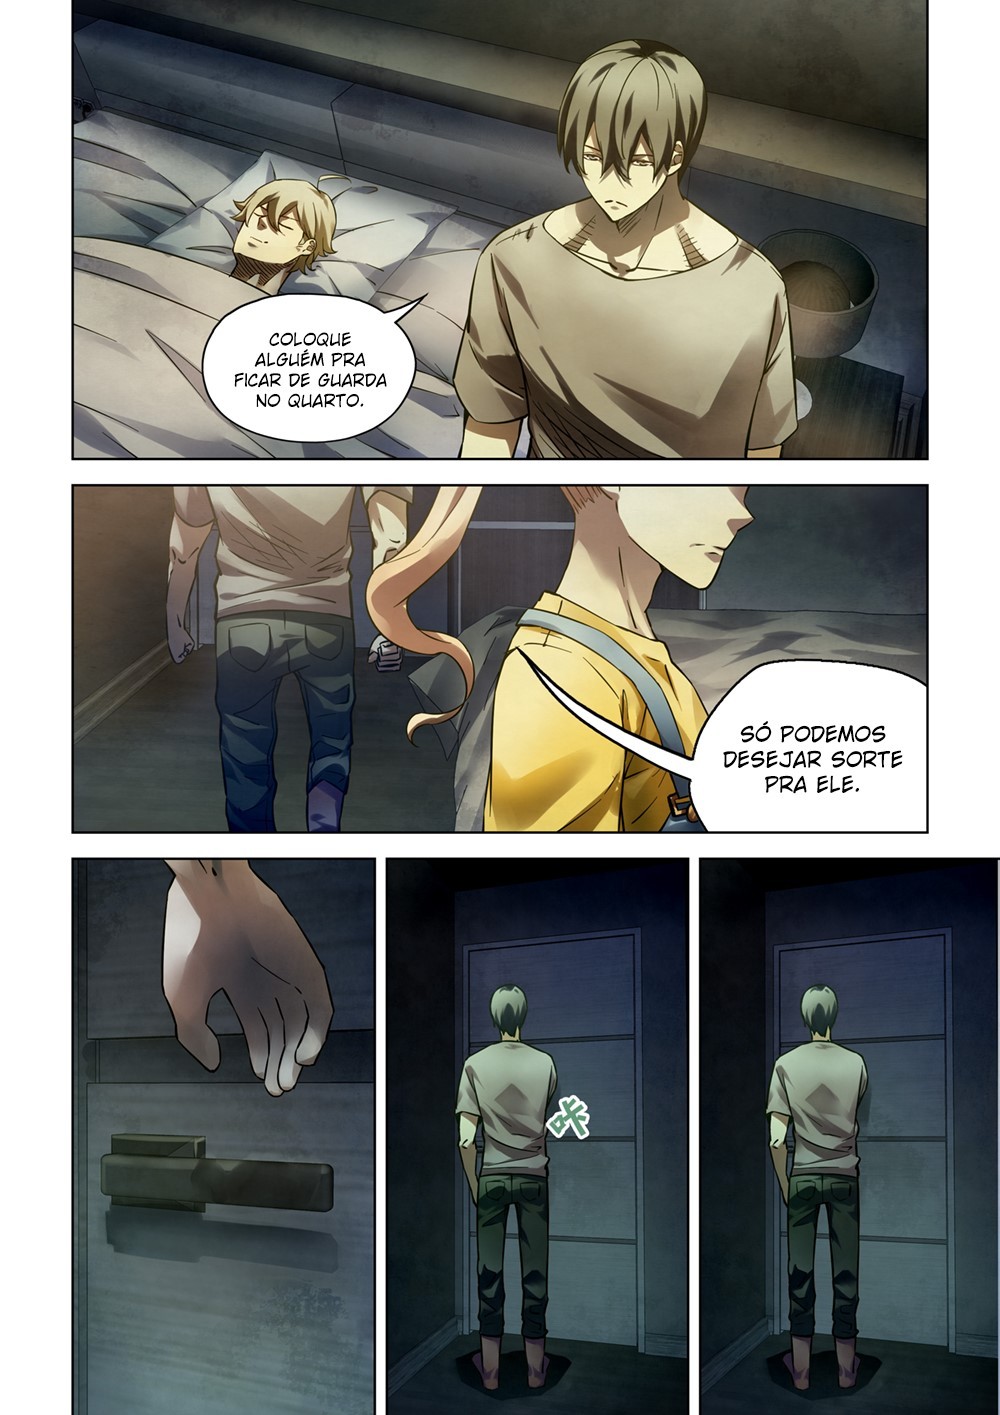 COLOQUE
ALGUÉM PRA
FICAR DE GUARDA
NO QUARTO.
SÓ PODEMOS
DESEJAR SORTE
PRA ELE.
咔